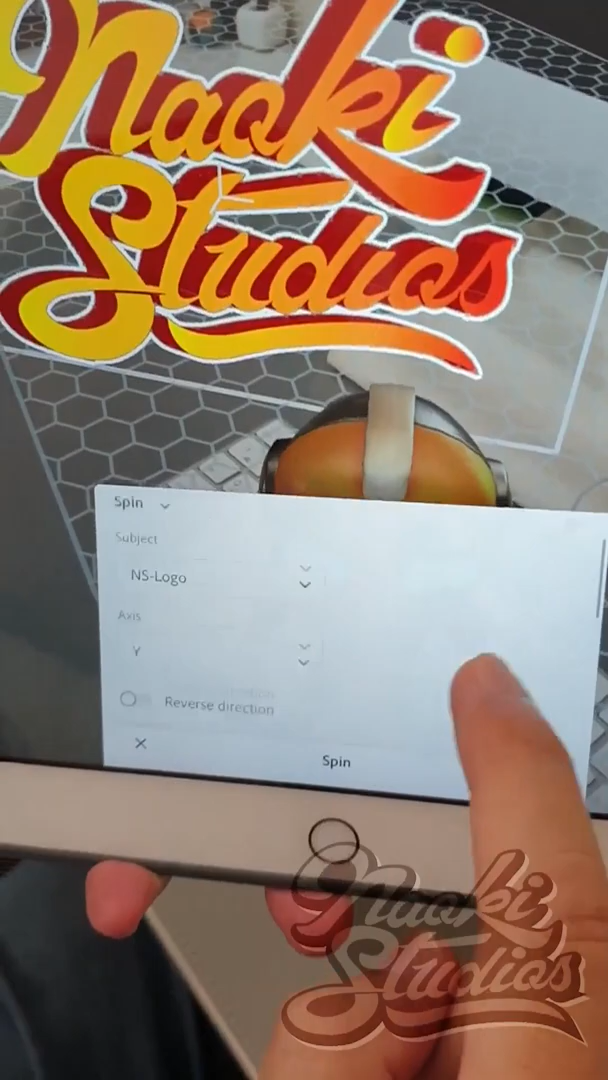 Naoki
Studios
Spin
Subject
NS-Logo
Axis
Y
Reverse direction
Spin
Naoki
Studios